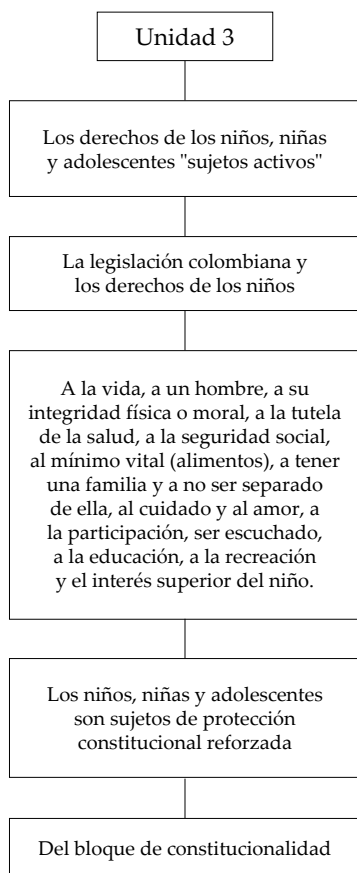 Unidad 3
Los derechos de los niños, niñas
y adolescentes "sujetos activos"
La legislación colombiana y
los derechos de los niños
A la vida, a un hombre, a su
integridad física o moral, a la tutela
de la salud, a la seguridad social,
al mínimo vital (alimentos), a tener
una familia y a no ser separado
de ella, al cuidado y al amor, a
la participación, ser escuchado,
a la educación, a la recreación
y el interés superior del niño.
Los niños, niñas y adolescentes
son sujetos de protección
constitucional reforzada
Del bloque de constitucionalidad